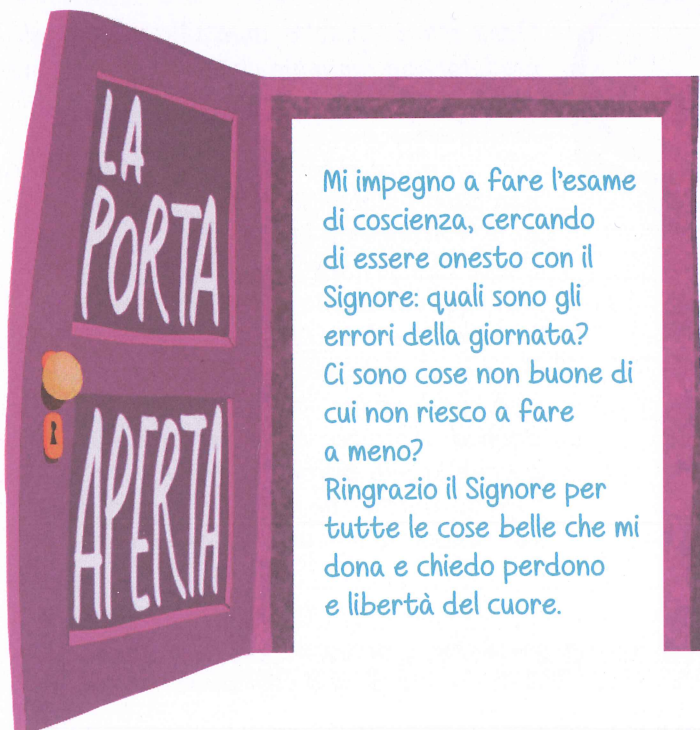 LA
PORTA
APERTA
Mi impegno a fare l'esame
di coscienza, cercando
di essere onesto con il
Signore: quali sono gli
errori della giornata?
Ci sono cose non buone di
cui non riesco a fare
a meno?
Ringrazio il Signore per
tutte le cose belle che mi
dona e chiedo perdono
e libertà del cuore.